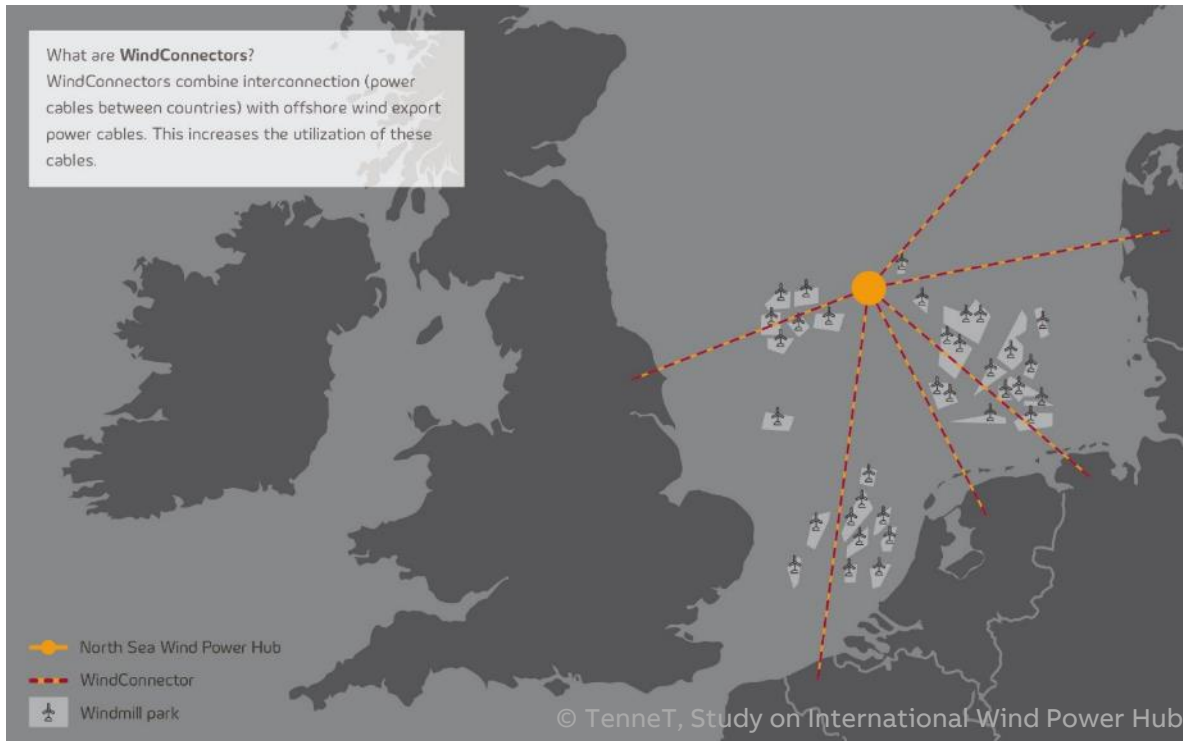 What are WindConnectors?
WindConnectors combine interconnection (power
cables between countries) with offshore wind export
power cables. This increases the utilization of these
cables.
North Sea Wind Power Hub
WindConnector
Windmill park
© TenneT, Study on International Wind Power Hub